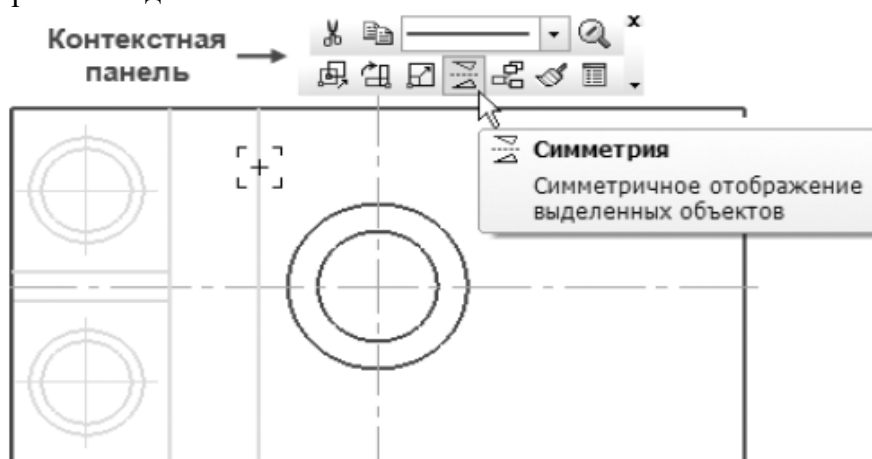 Контекстная
панель
x
Симметрия
Симметричное отображение
выделенных объектов